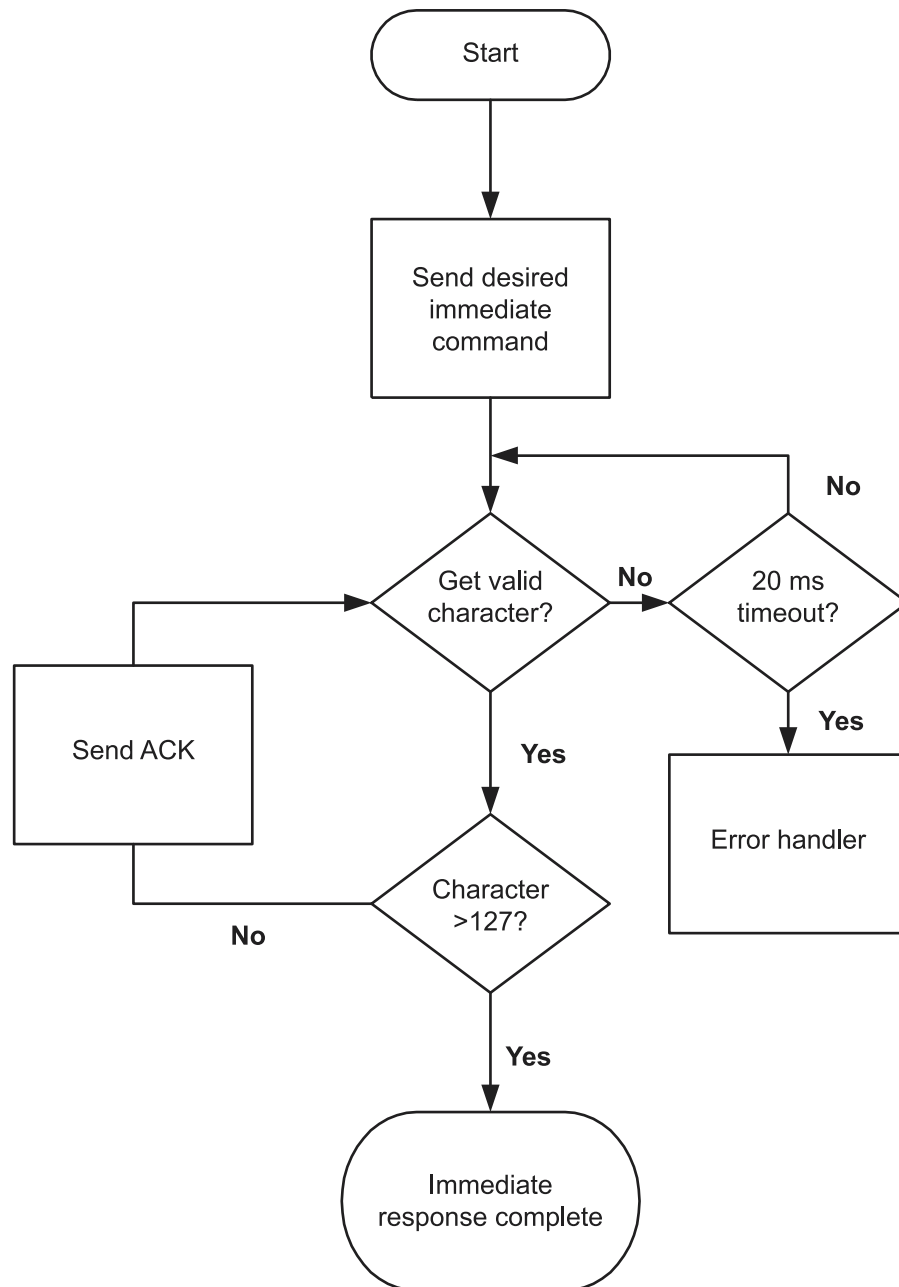 Start
Send desired
immediate
command
No
Get valid
character?
No
20 ms
timeout?
Send ACK
Yes
Yes
Error handler
Character
>127?
No
Yes
Immediate
response complete